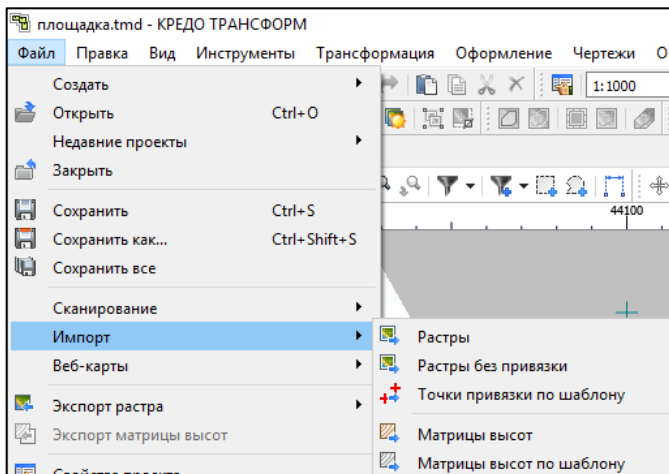 площадка.tmd - КРЕДО ТРАНСФОРМ
Файл Правка Вид Инструменты Трансформация Оформление Чертежи О
Создать
1:1000
Открыть Ctrl+O
Недавние проекты
Закрыть
Сохранить Ctrl+S
44100
Сохранить как... Ctrl+Shift+S
Сохранить все
Сканирование
Импорт
Растры
Веб-карты
Растры без привязки
Точки привязки по шаблону
Экспорт растра
Экспорт матрицы высот
Матрицы высот
Матрицы высот по шаблону
Свойства проекта